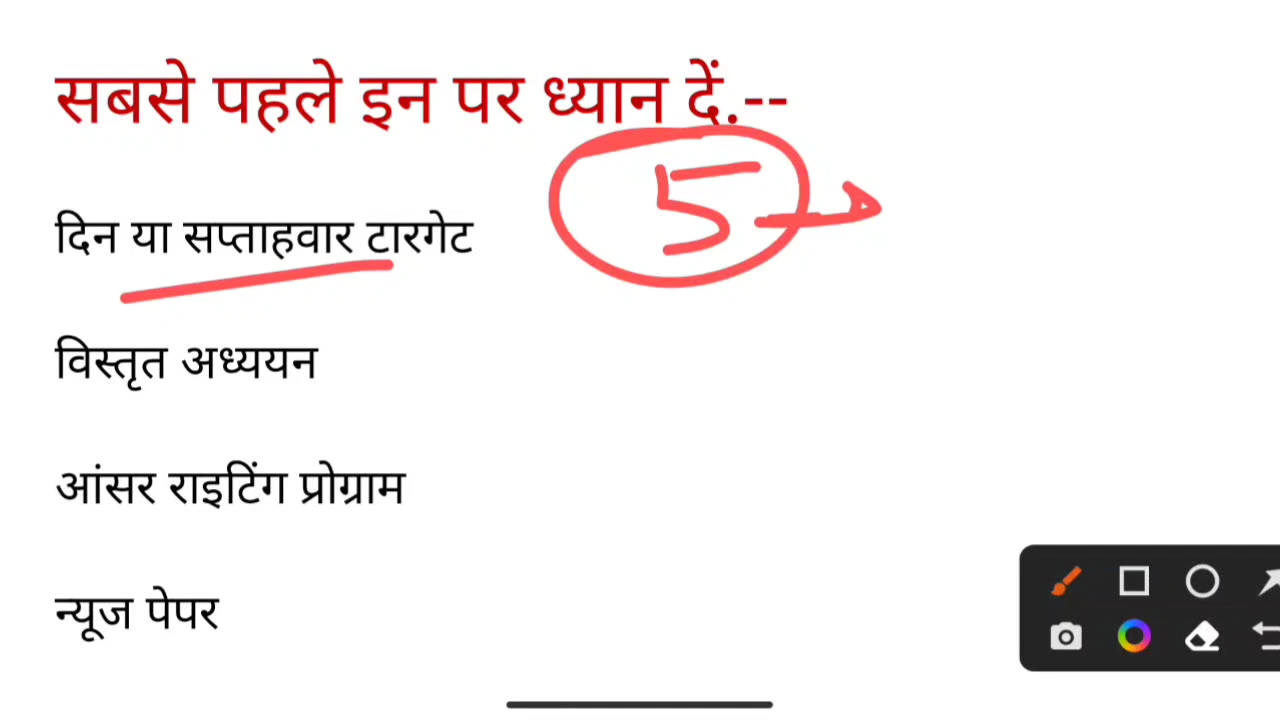 सबसे पहले इन पर ध्यान दें.--
5
दिन या सप्ताहवार टारगेट
विस्तृत अध्ययन
आंसर राइटिंग प्रोग्राम
न्यूज पेपर